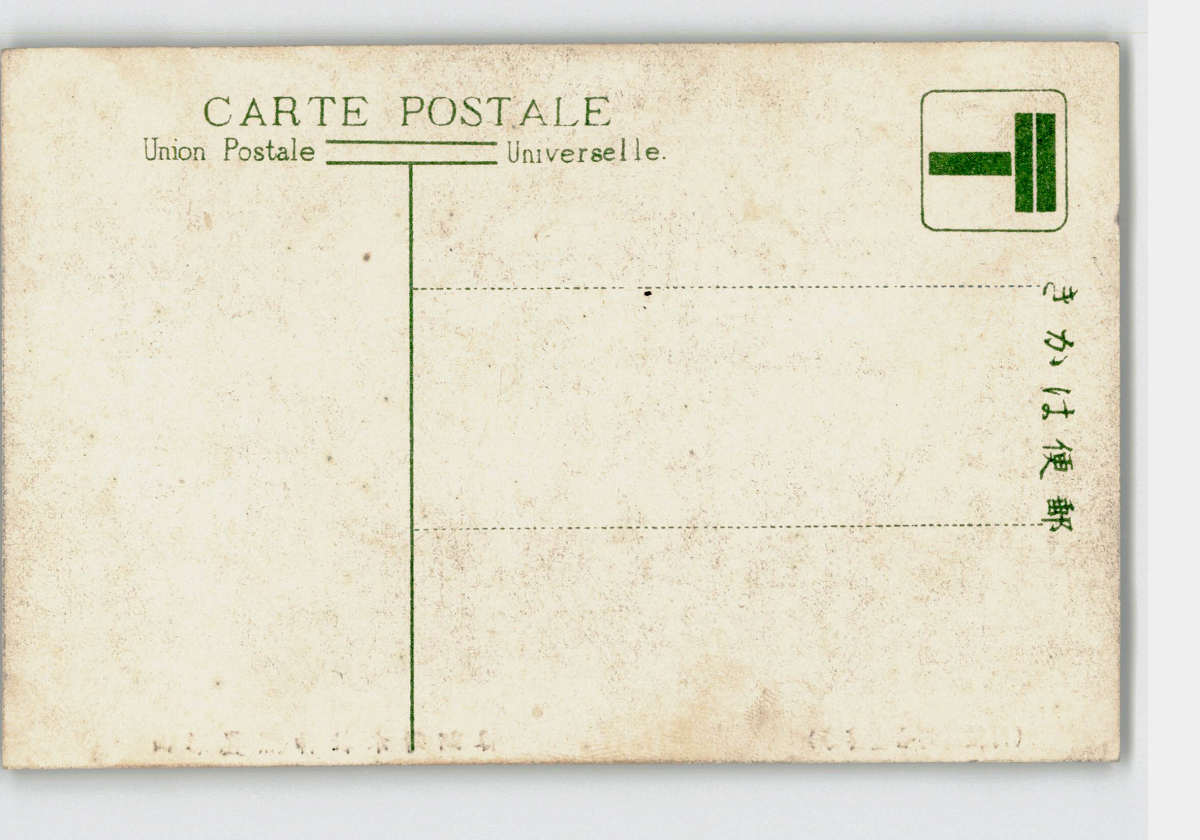 CARTE POSTALE
Union Postale Universelle.
きかは便郵